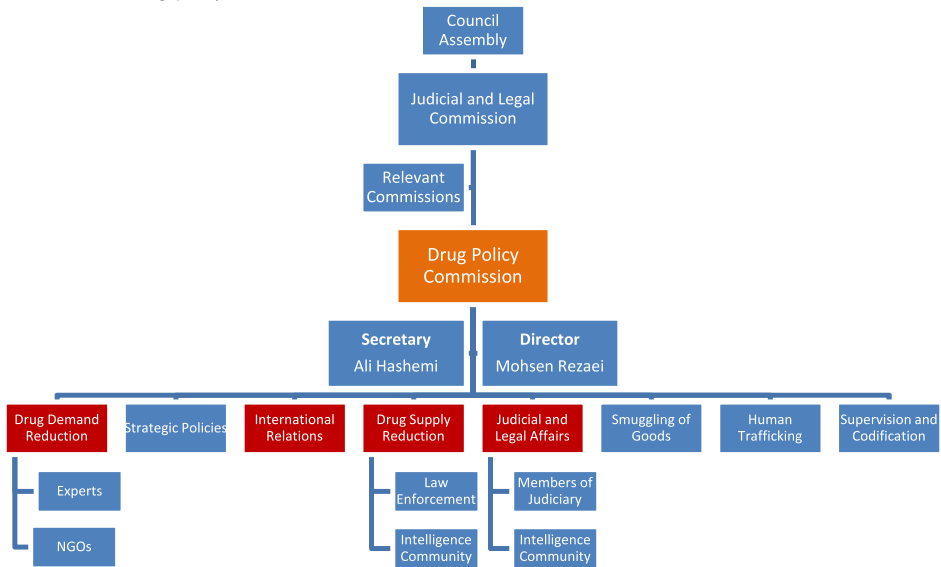 Council
Assembly
Judicial and Legal
Commission
Relevant
Commissions
Drug Policy
Commission
Secretary
Ali Hashemi
Director
Mohsen Rezaei
Drug Demand
Reduction
Strategic Policies
International
Relations
Drug Supply
Reduction
Judicial and
Legal Affairs
Smuggling of
Goods
Human
Trafficking
Supervision and
Codification
Experts
NGOs
Law
Enforcement
Intelligence
Community
Members of
Judiciary
Intelligence
Community